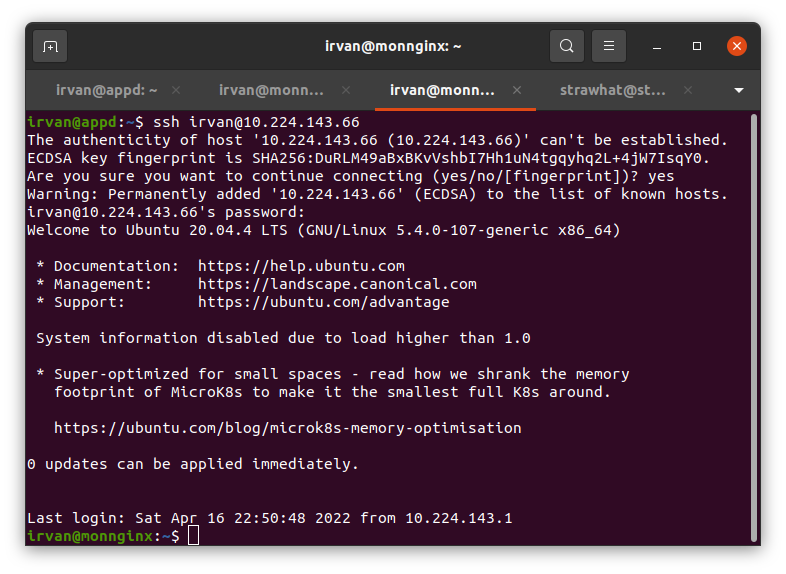 irvan@monnginx: ~
irvan@appd: ~
irvan@monn...
irvan@monn...
strawhat@st...
irvan@appd:~$ ssh irvan@10.224.143.66
The authenticity of host '10.224.143.66 (10.224.143.66)' can't be established.
ECDSA key fingerprint is SHA256:DuRLM49aBxBKvVshbI7Hh1uN4tgqyhq2L+4jW7IsqY0.
Are you sure you want to continue connecting (yes/no/[fingerprint])? yes
Warning: Permanently added '10.224.143.66' (ECDSA) to the list of known hosts.
irvan@10.224.143.66's password:
Welcome to Ubuntu 20.04.4 LTS (GNU/Linux 5.4.0-107-generic x86_64)
* Documentation:  https://help.ubuntu.com
* Management:     https://landscape.canonical.com
* Support:        https://ubuntu.com/advantage
System information disabled due to load higher than 1.0
* Super-optimized for small spaces - read how we shrank the memory
footprint of MicroK8s to make it the smallest full K8s around.
https://ubuntu.com/blog/microk8s-memory-optimisation
0 updates can be applied immediately.
Last login: Sat Apr 16 22:50:48 2022 from 10.224.143.1
irvan@monnginx:~$